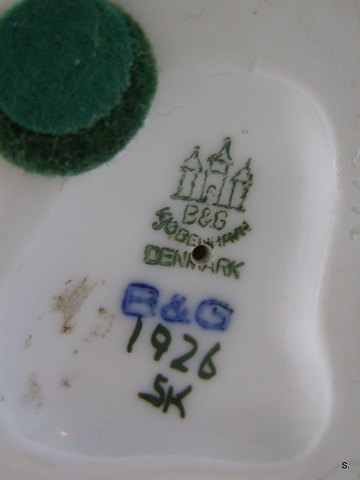 B&G
KJØBENHAVN
DENMARK
B&G
1926
SK
s.